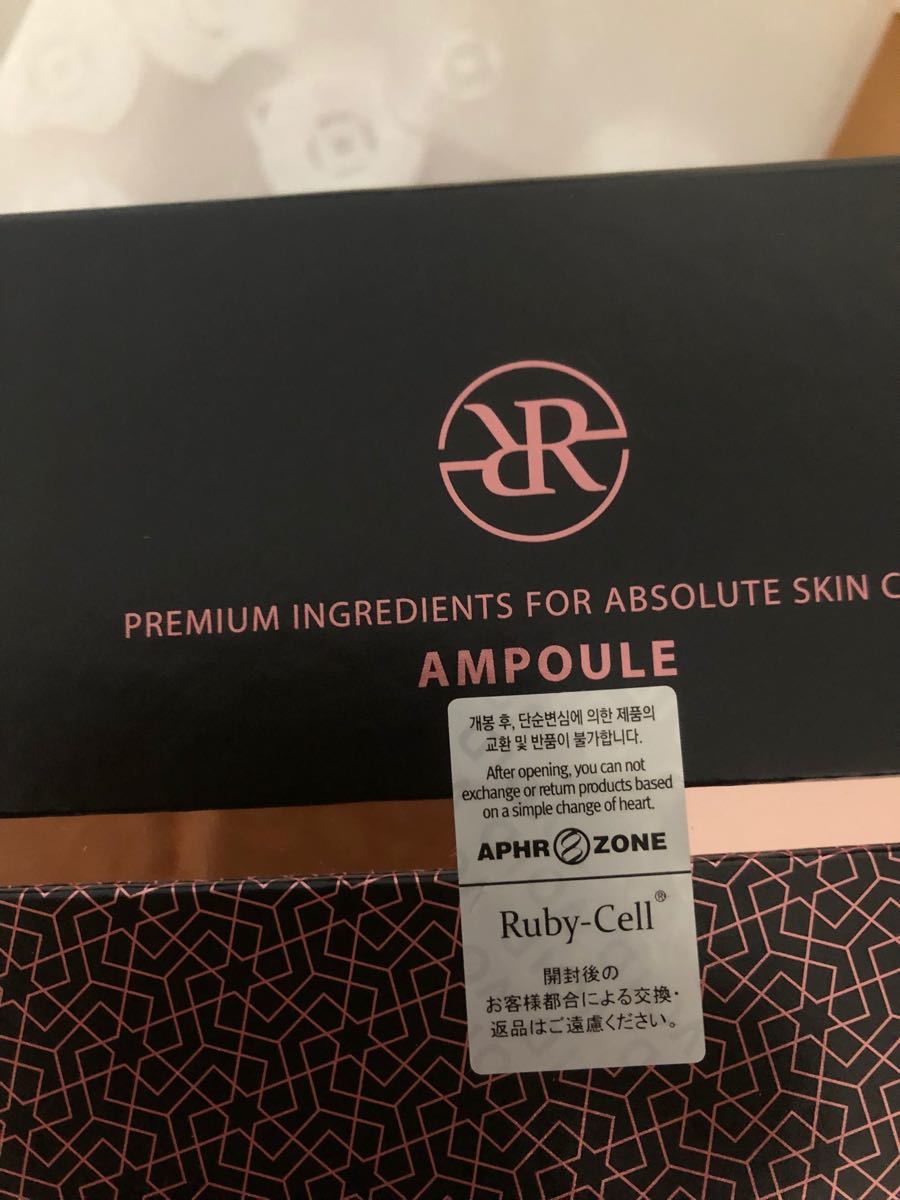 RR
PREMIUM INGREDIENTS FOR ABSOLUTE SKIN
AMPOULE
개봉 후, 단순변심에 의한 제품의
교환 및 반품이 불가합니다.
After opening, you can not
exchange or return products based
on a simple change of heart.
APHROZONE
Ruby-Cell®
開封後の
お客様都合による交換・
返品はご遠慮ください。